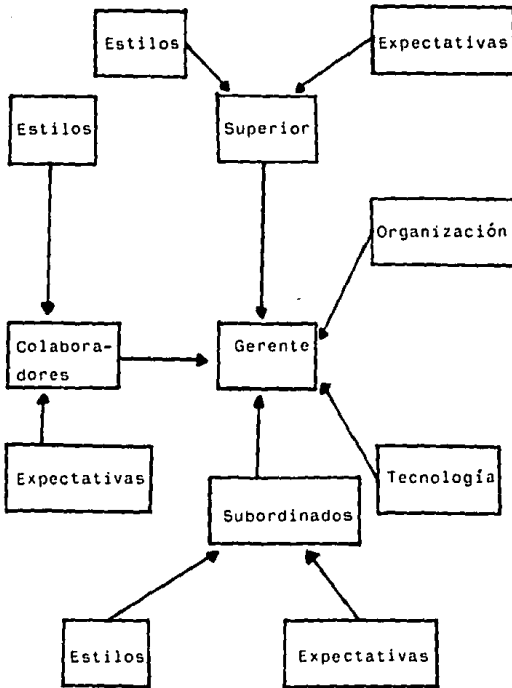 Estilos
Expectativas
Estilos
Superior
Organización
Colabora-
dores
Gerente
Expectativas
Tecnología
Subordinados
Estilos
Expectativas